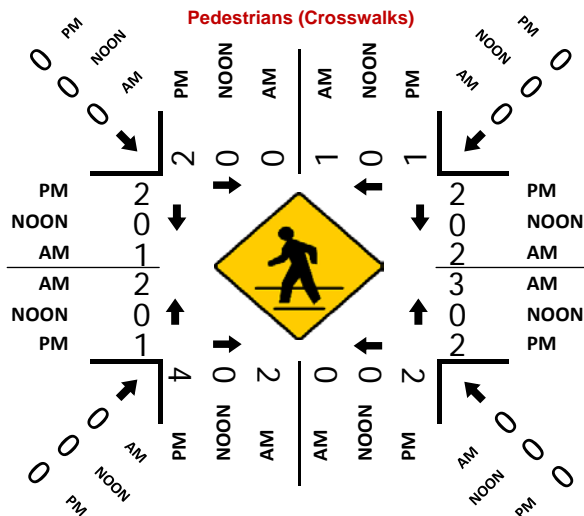 Pedestrians (Crosswalks)
0 PM
0 NOON
0 AM
PM NOON AM AM NOON PM
PM 0
NOON 0
AM 0
2 0 0 1 0 1
PM 2 2 PM
NOON 0 0 NOON
AM 1 2 AM
AM 2 3 AM
NOON 0 0 NOON
PM 1 2 PM
4 0 2 0 0 2
PM NOON AM AM NOON PM
0 AM
0 NOON
0 PM
AM 0
NOON 0
PM 0